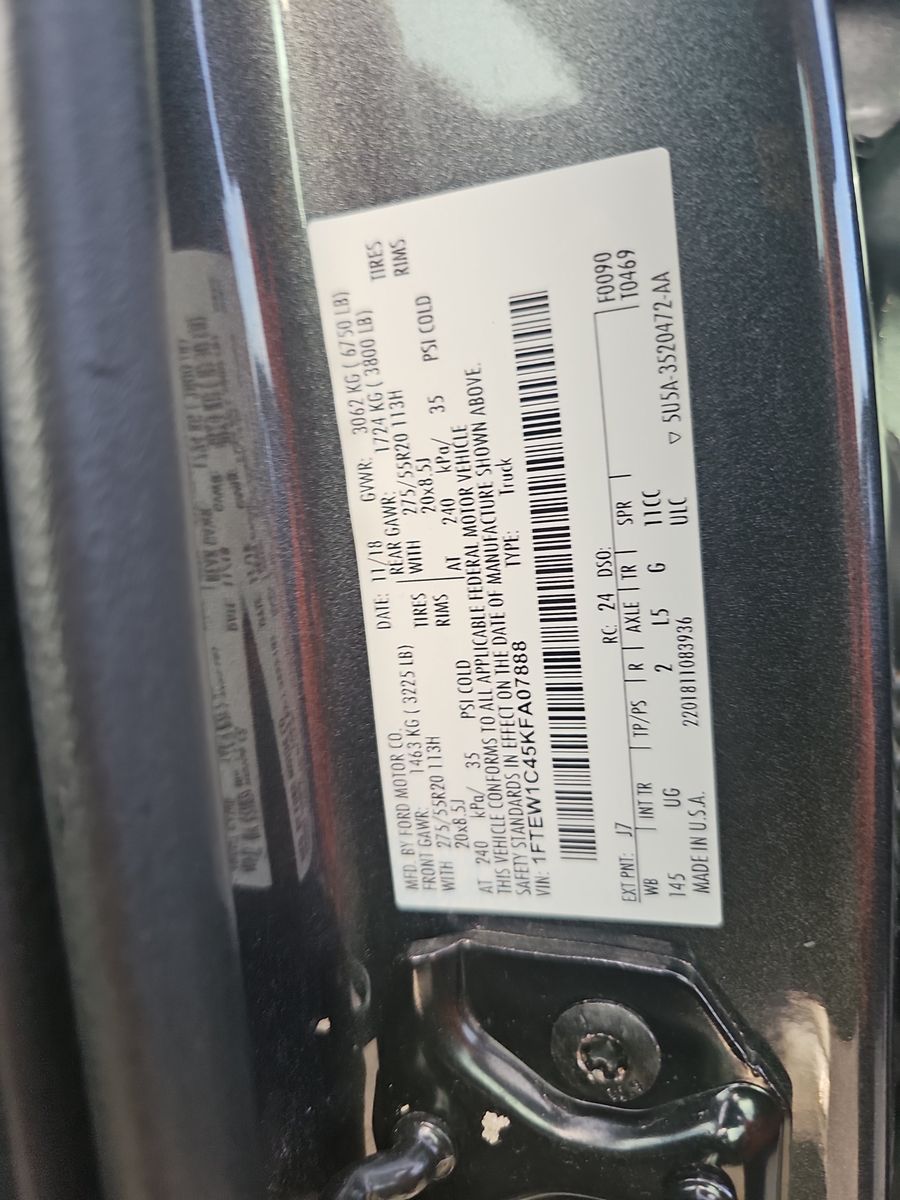 MFD. BY FORD MOTOR CO.
DATE: 11/18 GVWR: 3062 KG ( 6750 LB)
FRONT GAWR: 1463 KG ( 3225 LB) REAR GAWR: 1724 KG ( 3800 LB)
WITH 275/55R20 113H TIRES WITH 275/55R20 113H TIRES
20x8.5J RIMS 20x8.5J RIMS
AT 240 kPa/ 35 PSI COLD AT 240 kPa/ 35 PSI COLD
THIS VEHICLE CONFORMS TO ALL APPLICABLE FEDERAL MOTOR VEHICLE
SAFETY STANDARDS IN EFFECT ON THE DATE OF MANUFACTURE SHOWN ABOVE.
VIN: 1FTEW1C45KFA07888 TYPE: Truck
F0090
EXT PNT: J7 RC: 24 DSO: T0469
WB INT TR TP/PS R AXLE TR SPR
145 UG 2 L5 G 11CC
ULC
MADE IN U.S.A. 220181108393​6 ▽ 5U5A-3520472-AA